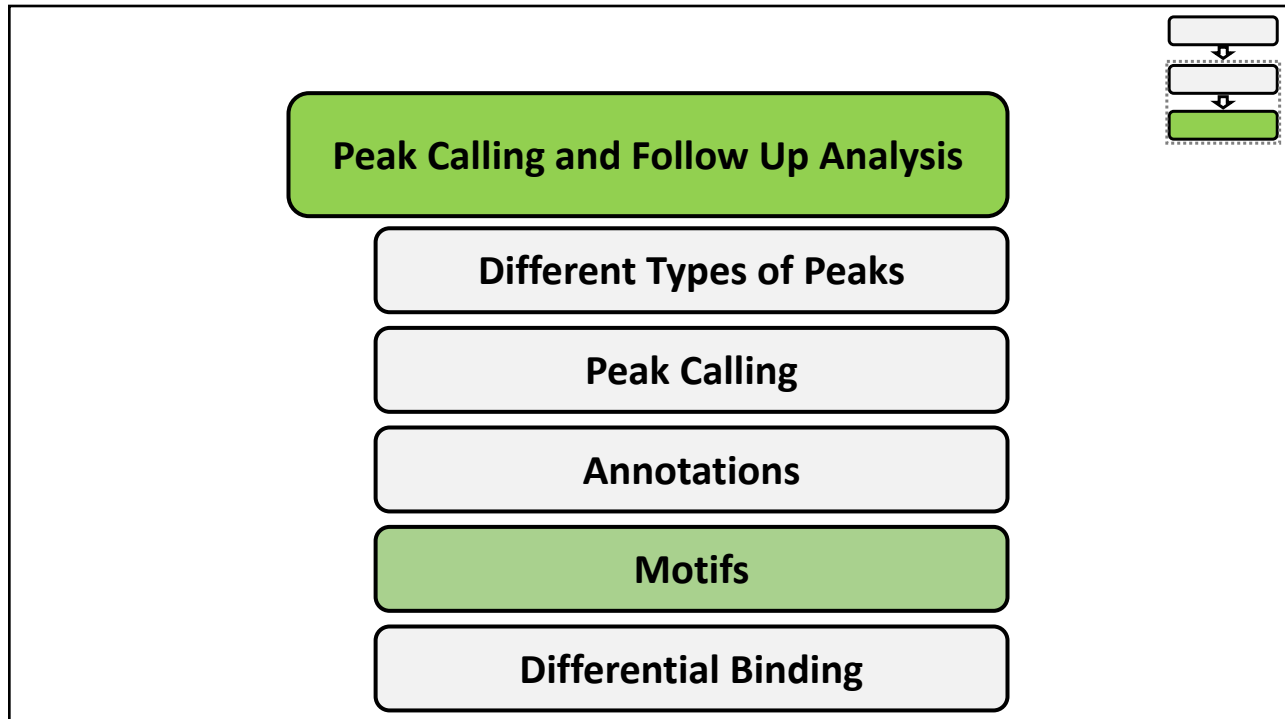 Peak Calling and Follow Up Analysis
Different Types of Peaks
Peak Calling
Annotations
Motifs
Differential Binding